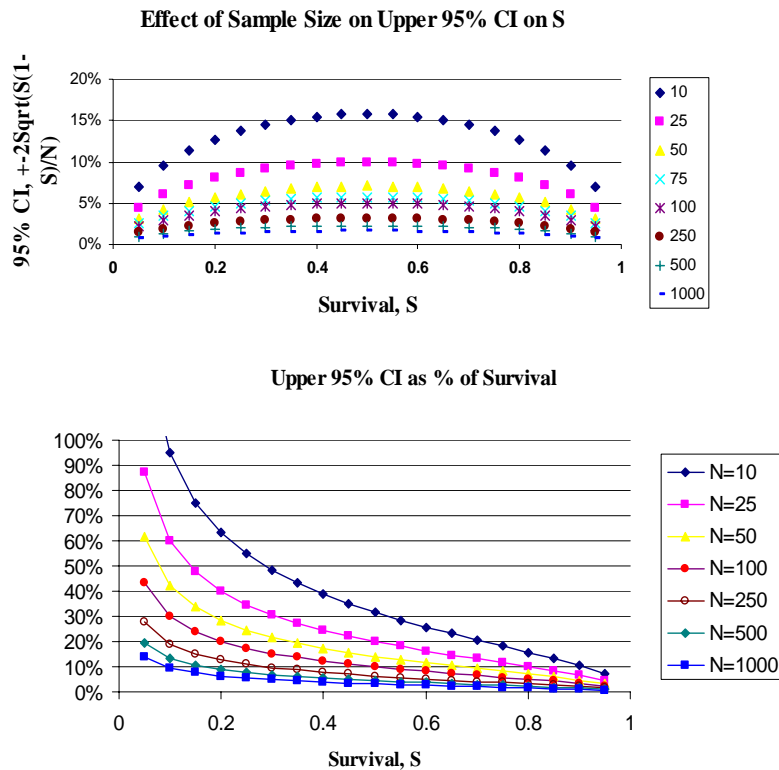 Effect of Sample Size on Upper 95% CI on S
95% CI, +-2Sqrt(S(1-
S)/N)
20%
15%
10%
5%
0%
0 0.2 0.4 0.6 0.8 1
Survival, S
10
25
50
75
100
250
500
1000
Upper 95% CI as % of Survival
100%
90%
80%
70%
60%
50%
40%
30%
20%
10%
0%
0 0.2 0.4 0.6 0.8 1
Survival, S
N=10
N=25
N=50
N=100
N=250
N=500
N=1000